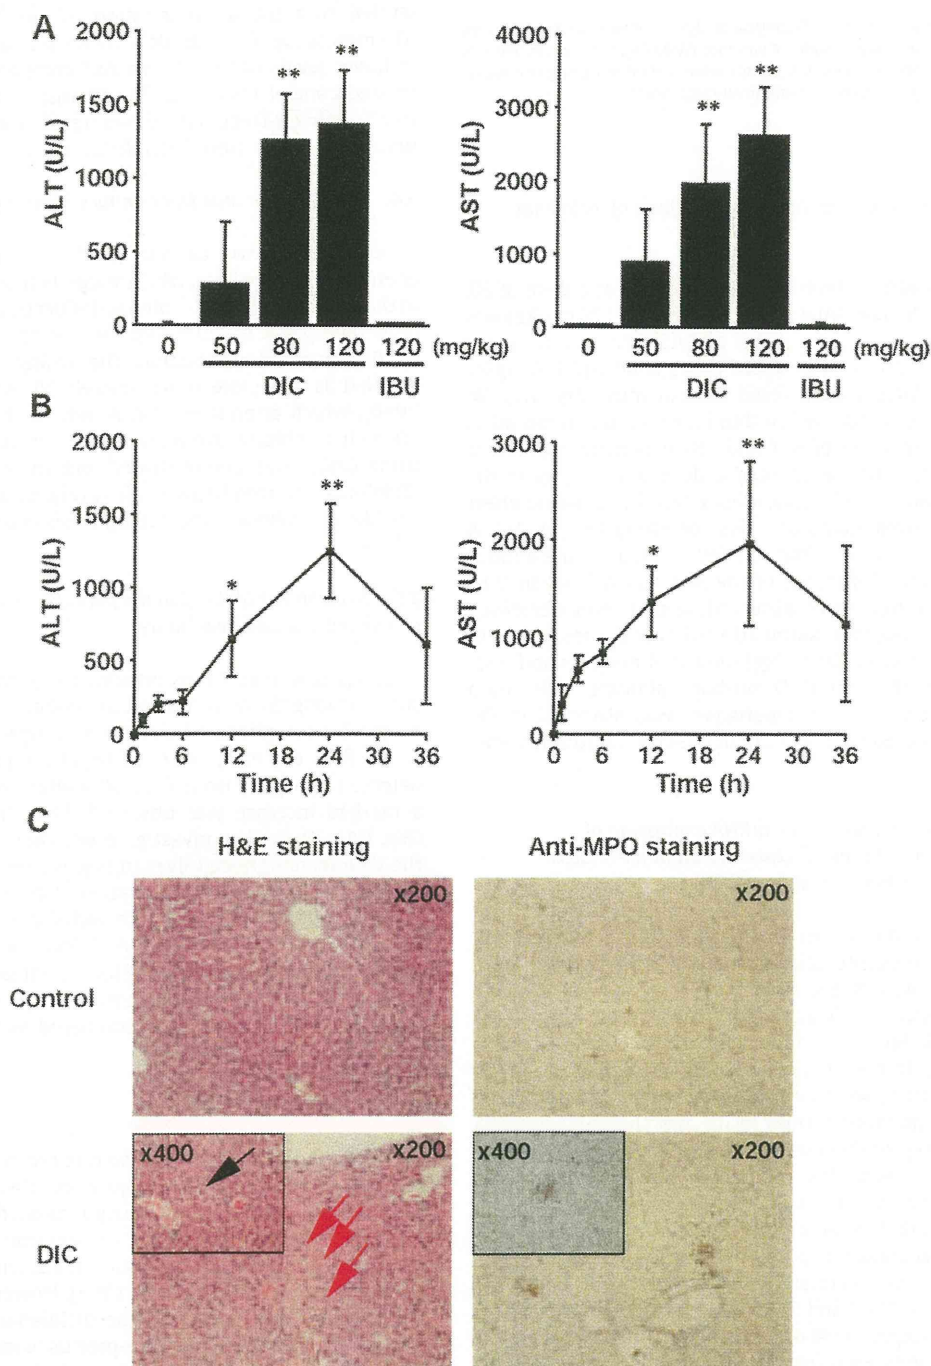 A
2000
1500
1000
500
0
ALT (U/L)
**
**
0 50 80 120 120 (mg/kg)
DIC IBU
4000
3000
2000
1000
0
AST (U/L)
**
**
0 50 80 120 120 (mg/kg)
DIC IBU
B
2000
1500
1000
500
0
ALT (U/L)
*
**
0 6 12 18 24 30 36
Time (h)
3000
2000
1000
0
AST (U/L)
*
**
0 6 12 18 24 30 36
Time (h)
C
H&E staining Anti-MPO staining
Control
x200
x200
DIC
x400
x200
x400
x200